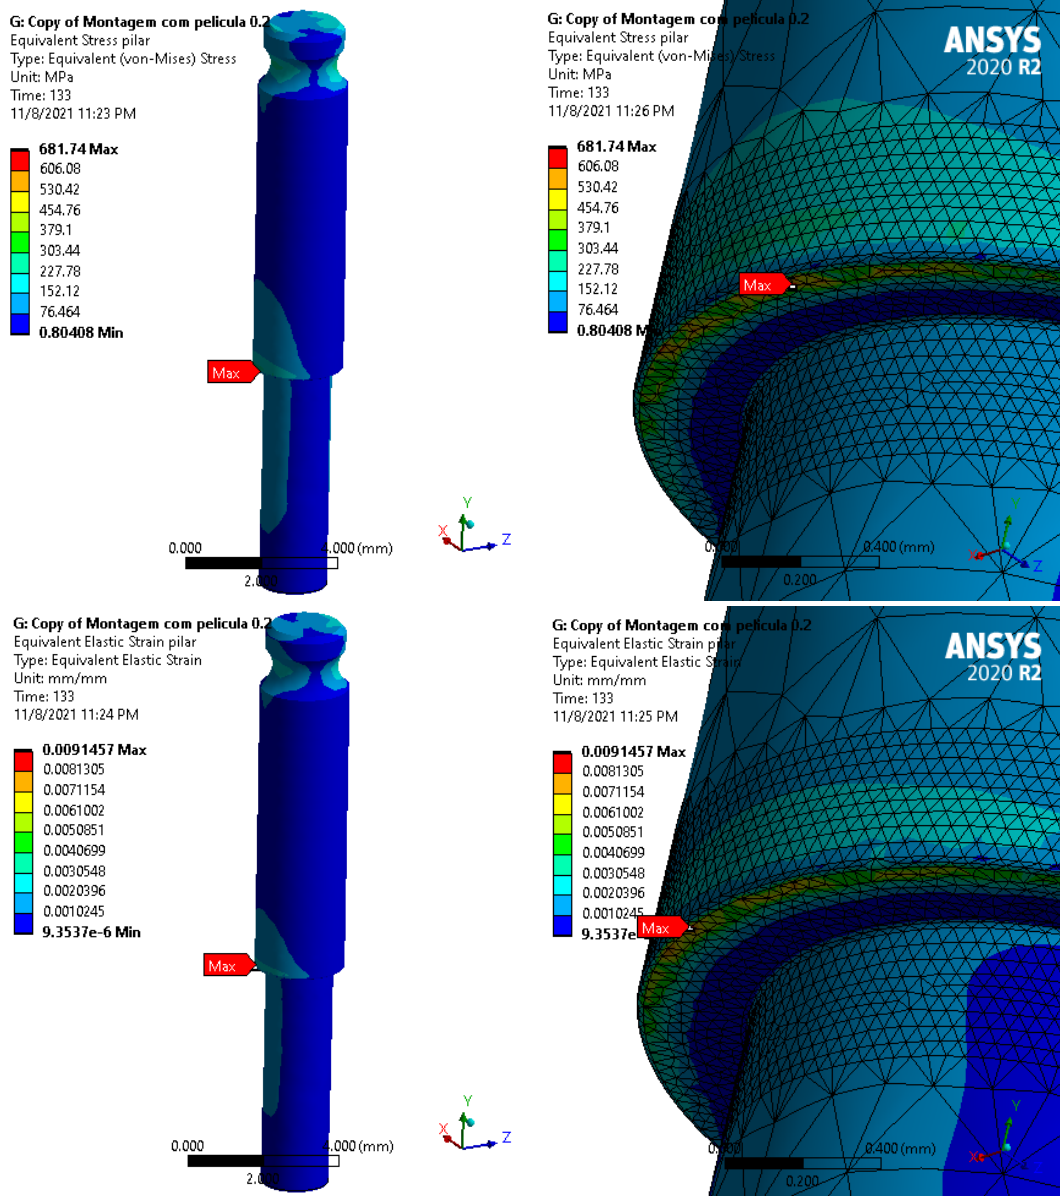 G: Copy of Montagem com pelicula 0.2
Equivalent Stress pilar
Type: Equivalent (von-Mises) Stress
Unit: MPa
Time: 133
11/8/2021 11:23 PM
681.74 Max
606.08
530.42
454.76
379.1
303.44
227.78
152.12
76.464
0.80408 Min
Max
0.000
4.000 (mm)
2.000
Y
X
Z
G: Copy of Montagem com pelicula 0.2
Equivalent Stress pilar
Type: Equivalent (von-Mises) Stress
Unit: MPa
Time: 133
11/8/2021 11:26 PM
ANSYS
2020 R2
681.74 Max
606.08
530.42
454.76
379.1
303.44
227.78
152.12
76.464
0.80408 M
Max
0.000
0.400 (mm)
0.200
Y
X
Z
G: Copy of Montagem com pelicula 0.2
Equivalent Elastic Strain pilar
Type: Equivalent Elastic Strain
Unit: mm/mm
Time: 133
11/8/2021 11:24 PM
0.0091457 Max
0.0081305
0.0071154
0.0061002
0.0050851
0.0040699
0.0030548
0.0020396
0.0010245
9.3537e-6 Min
Max
0.000
4.000 (mm)
2.000
Y
X
Z
G: Copy of Montagem com pelicula 0.2
Equivalent Elastic Strain pilar
Type: Equivalent Elastic Strain
Unit: mm/mm
Time: 133
11/8/2021 11:25 PM
ANSYS
2020 R2
0.0091457 Max
0.0081305
0.0071154
0.0061002
0.0050851
0.0040699
0.0030548
0.0020396
0.0010245
9.3537e
Max
0.000
0.400 (mm)
0.200
Y
X